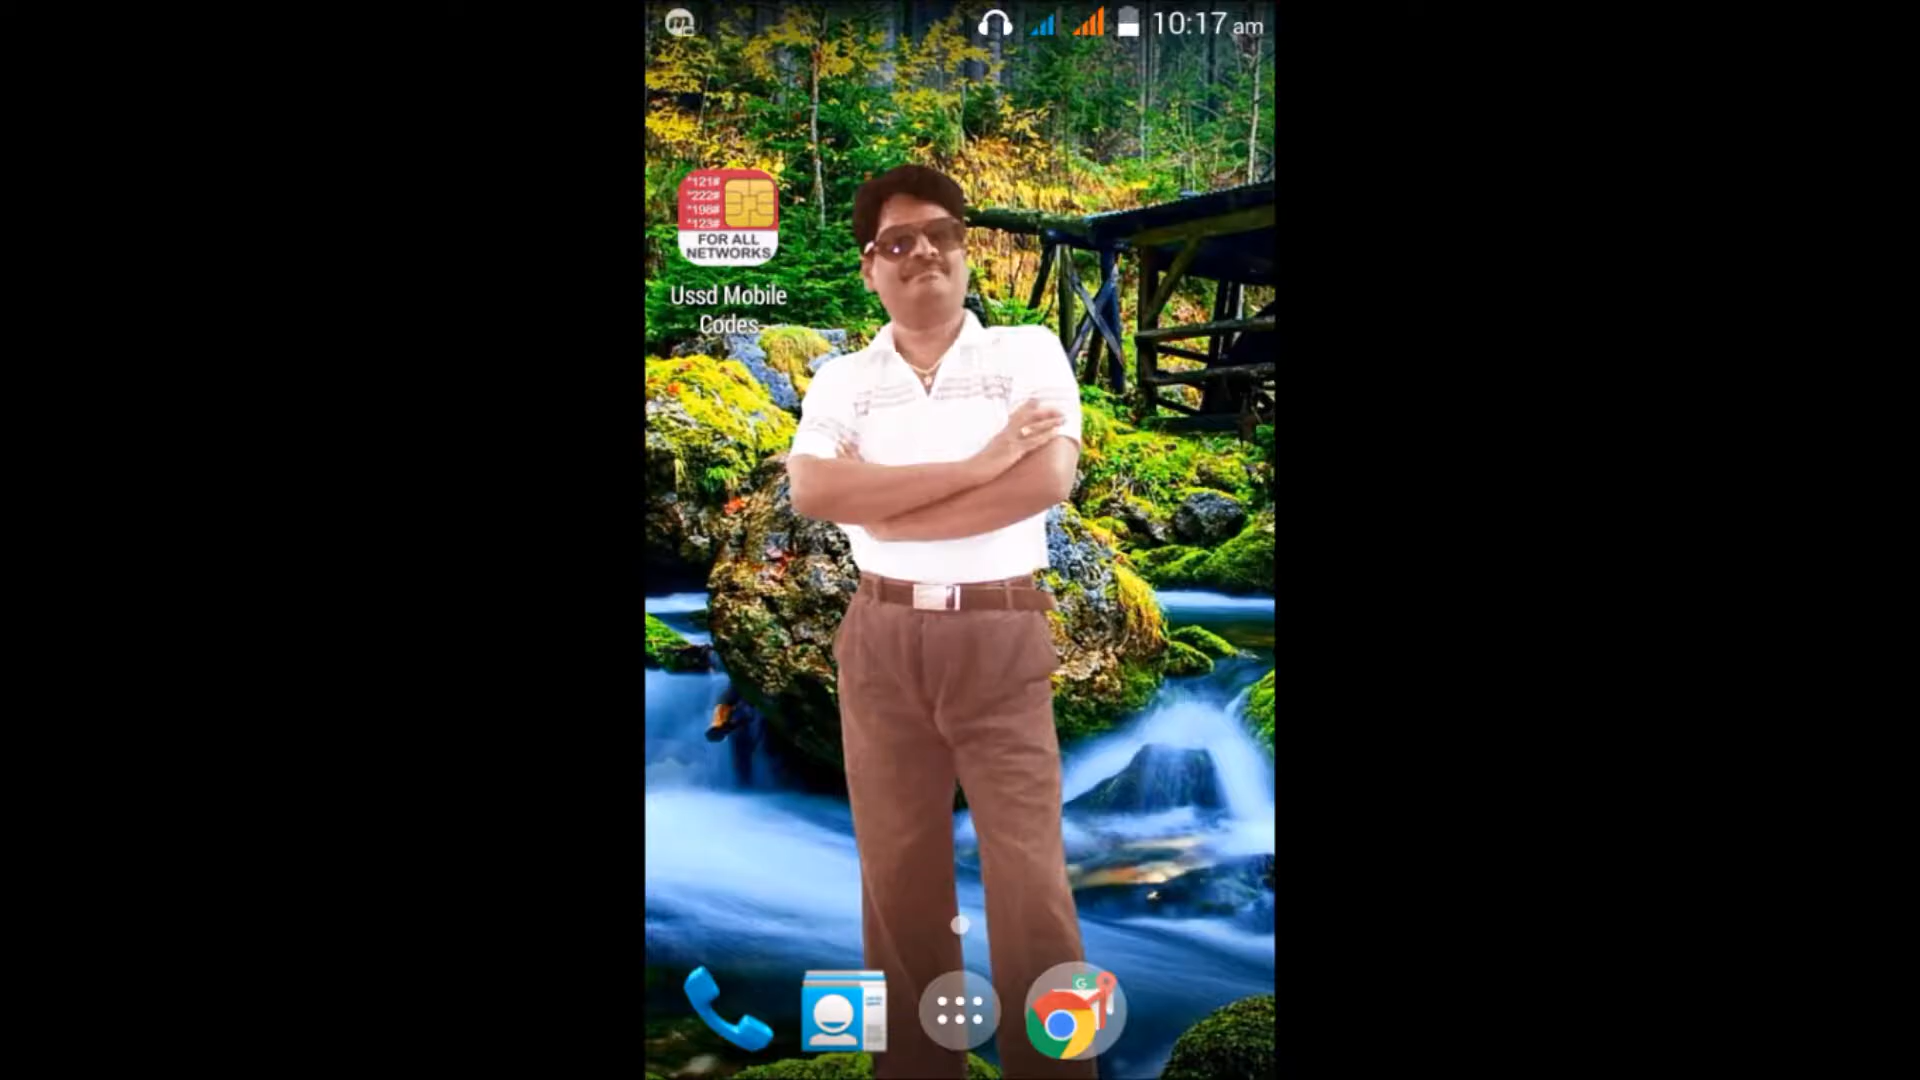 10:17 am
*121#
*222#
*198#
*123#
FOR ALL
NETWORKS
Ussd Mobile
Codes